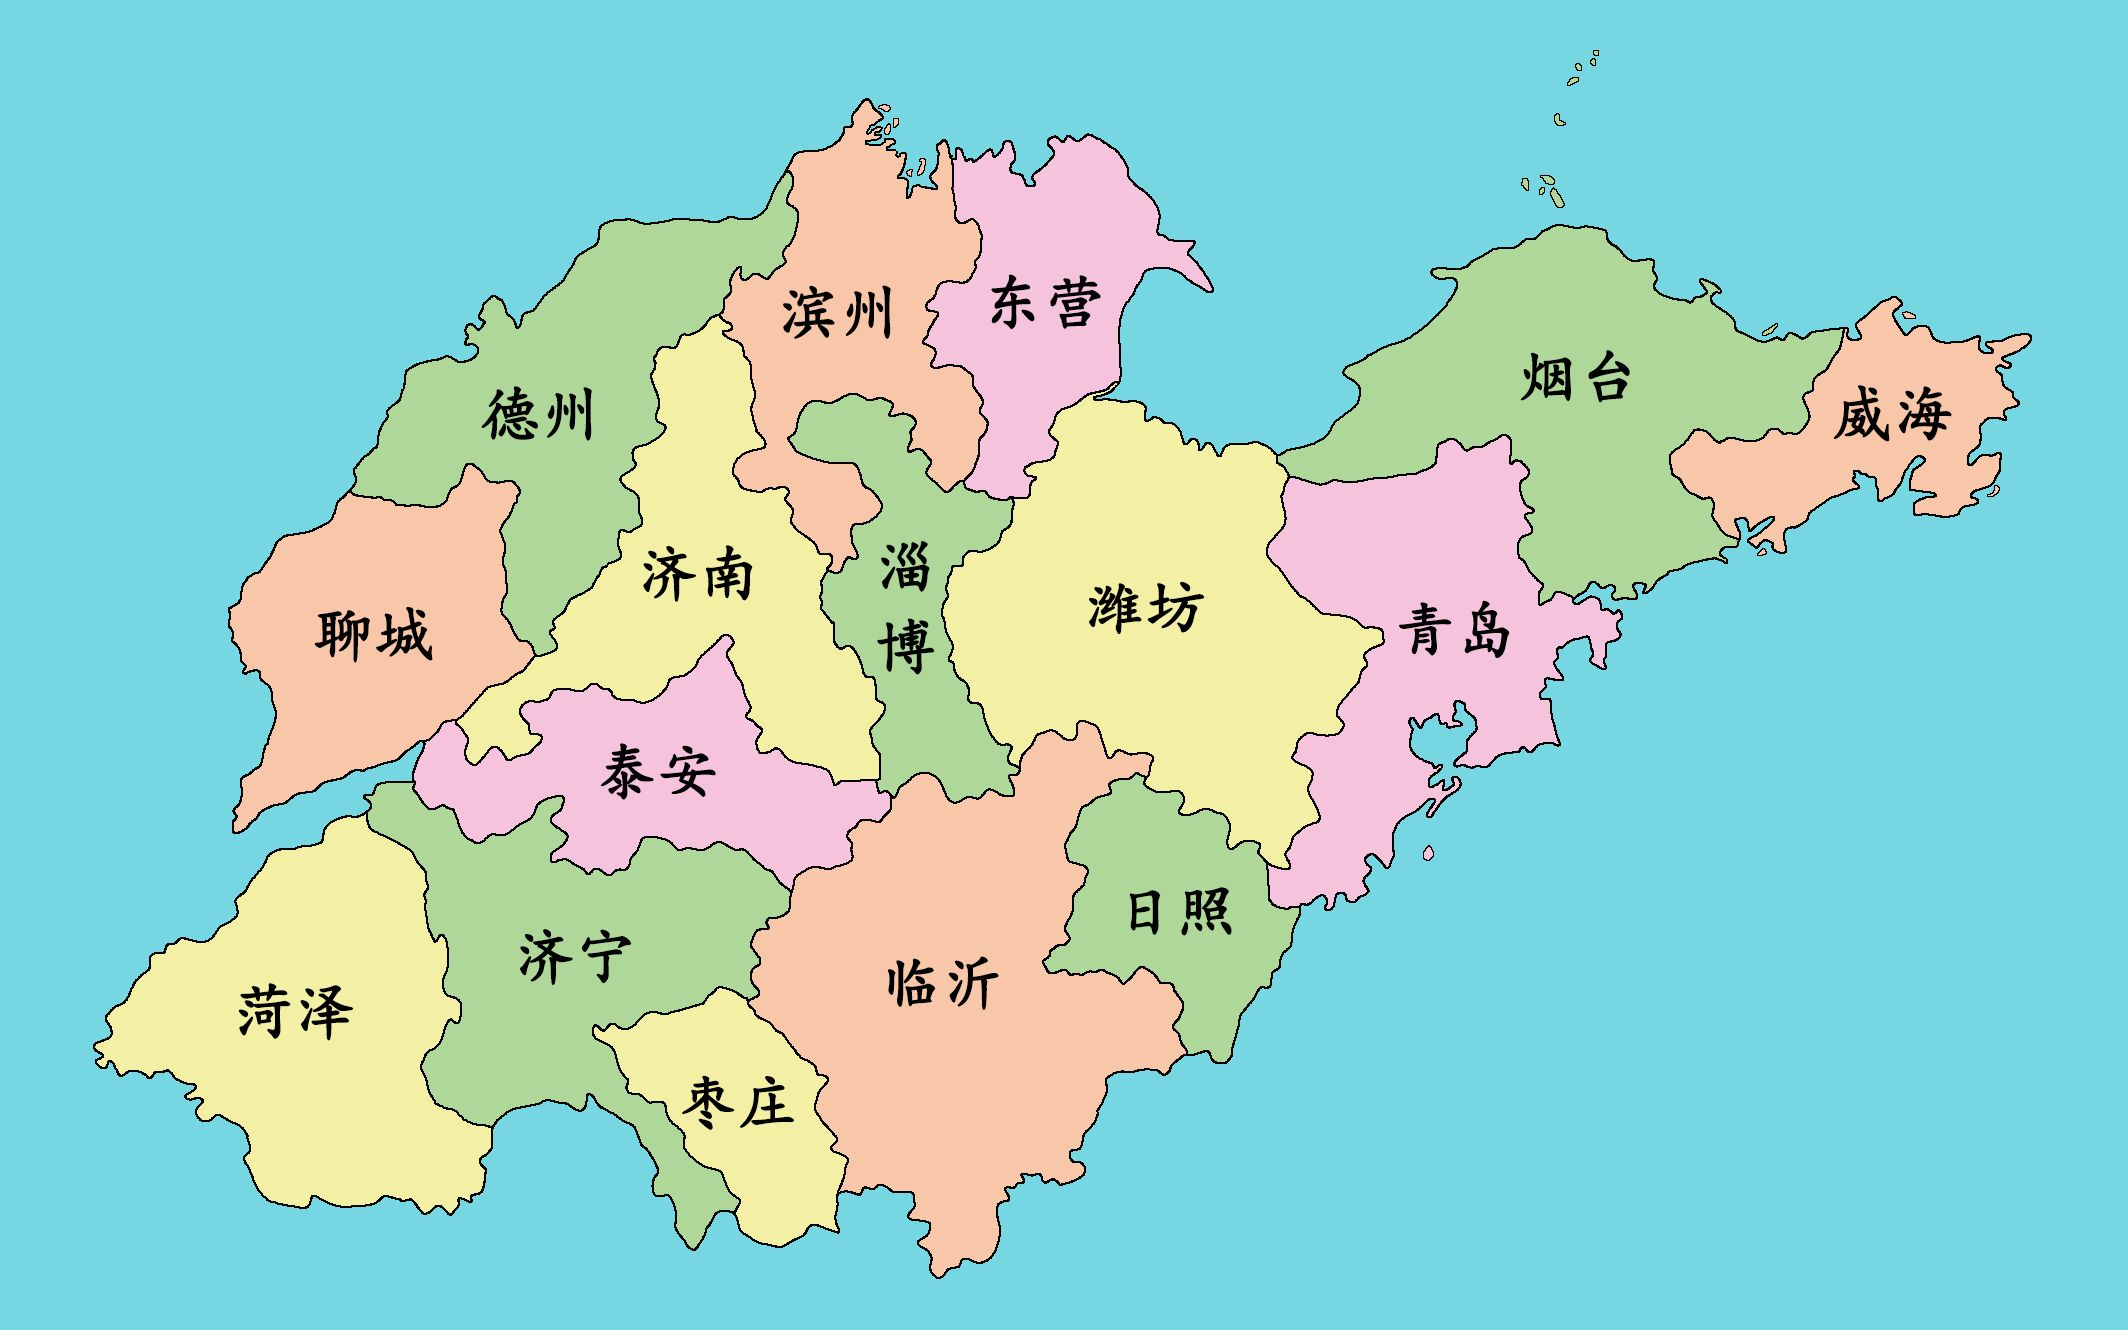 滨州
东营
烟台
威海
德州
济南
淄博
潍坊
青岛
聊城
泰安
日照
济宁
临沂
菏泽
枣庄